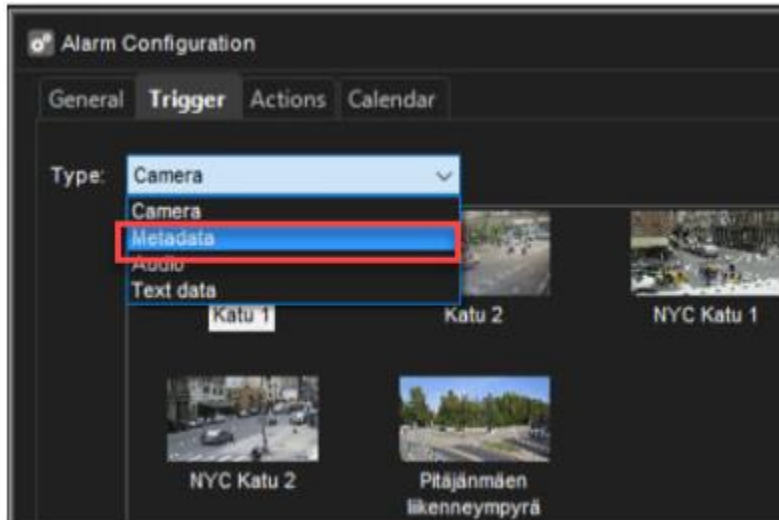 Alarm Configuration
General Trigger Actions Calendar
Type: Camera
Camera
Metadata
Audio
Text data
Katu 1 Katu 2 NYC Katu 1
NYC Katu 2 Pitäjänmäen
liikenneympyrä